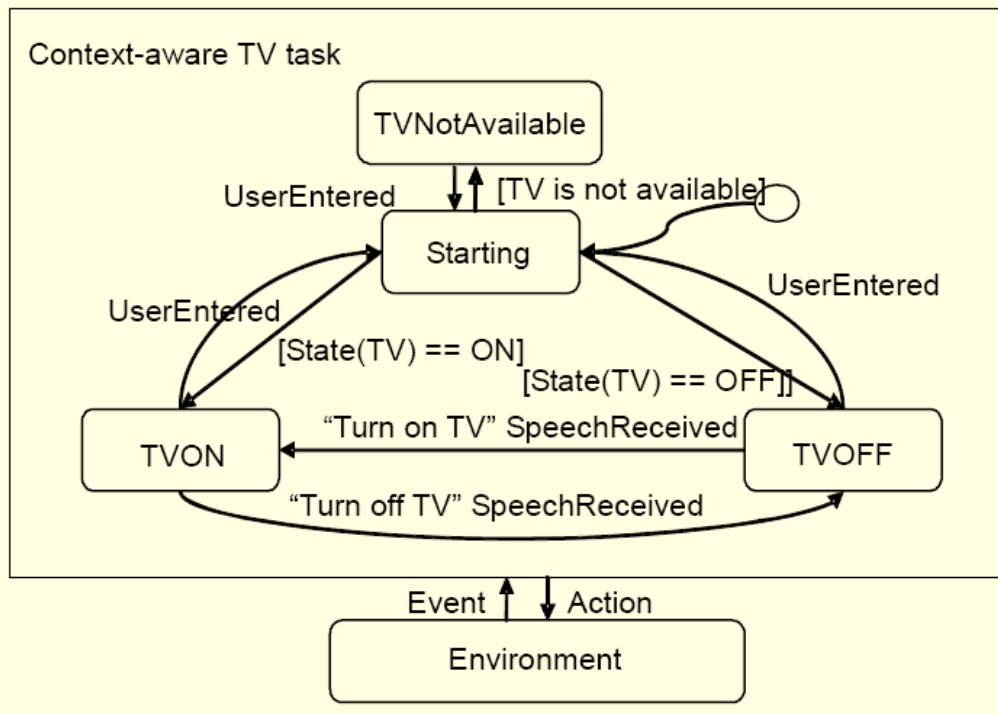 Context-aware TV task
TVNotAvailable
UserEntered
[TV is not available]
Starting
UserEntered
UserEntered
[State(TV) == ON]
[State(TV) == OFF]]
“Turn on TV” SpeechReceived
TVON
TVOFF
“Turn off TV” SpeechReceived
Event
Action
Environment